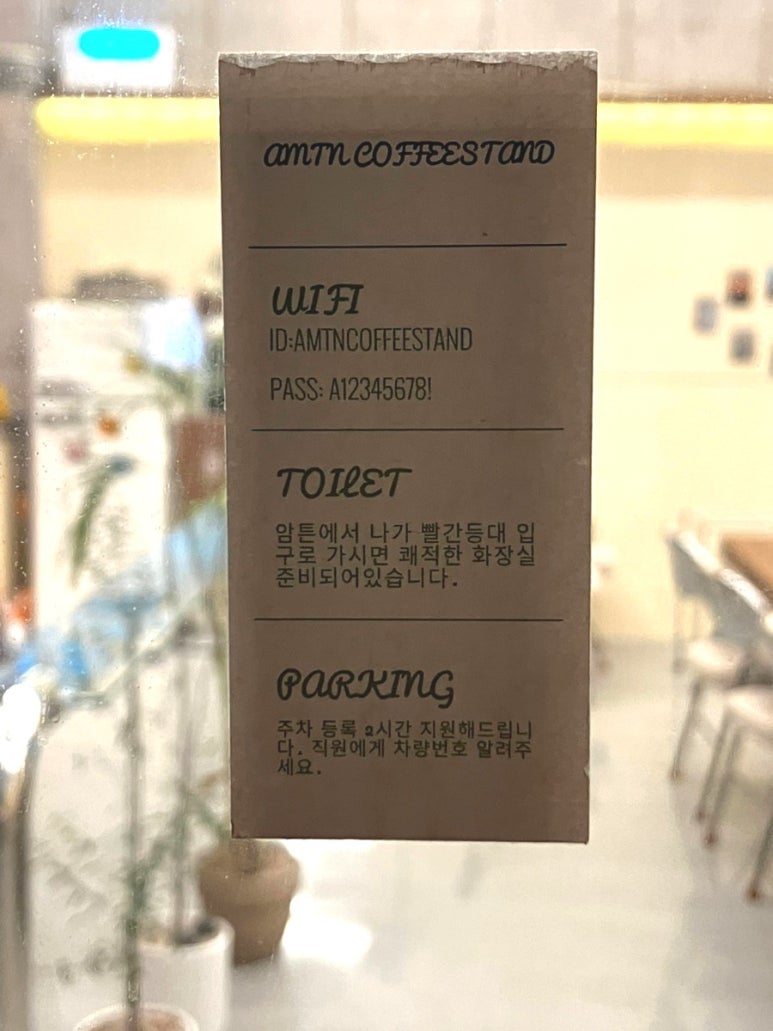 AMTN COFFEESTAND
WIFI
ID:AMTNCOFFEESTAND
PASS: A12345678!
TOILET
암튼에서 나가 빨간등대 입
구로 가시면 쾌적한 화장실
준비되어있습니다.
PARKING
주차 등록 2시간 지원해드립니
다. 직원에게 차량번호 알려주
세요.